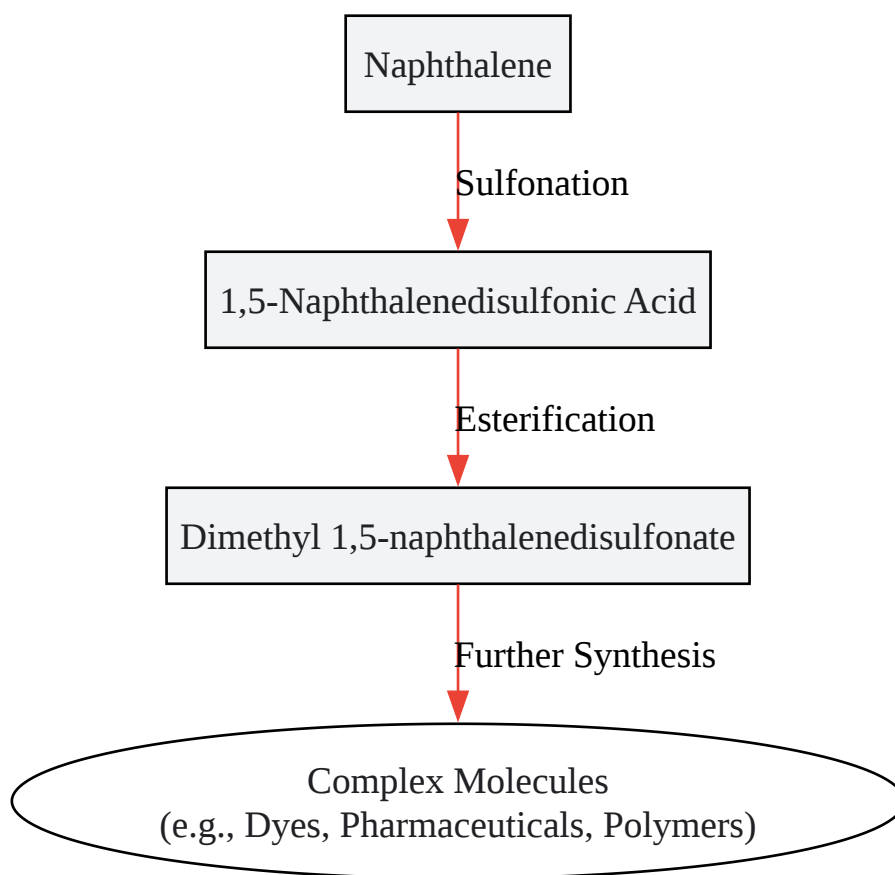 Naphthalene
Sulfonation
1,5-Naphthalenedisulfonic Acid
Esterification
Dimethyl 1,5-naphthalenedisulfonate
Further Synthesis
Complex Molecules
(e.g., Dyes, Pharmaceuticals, Polymers)